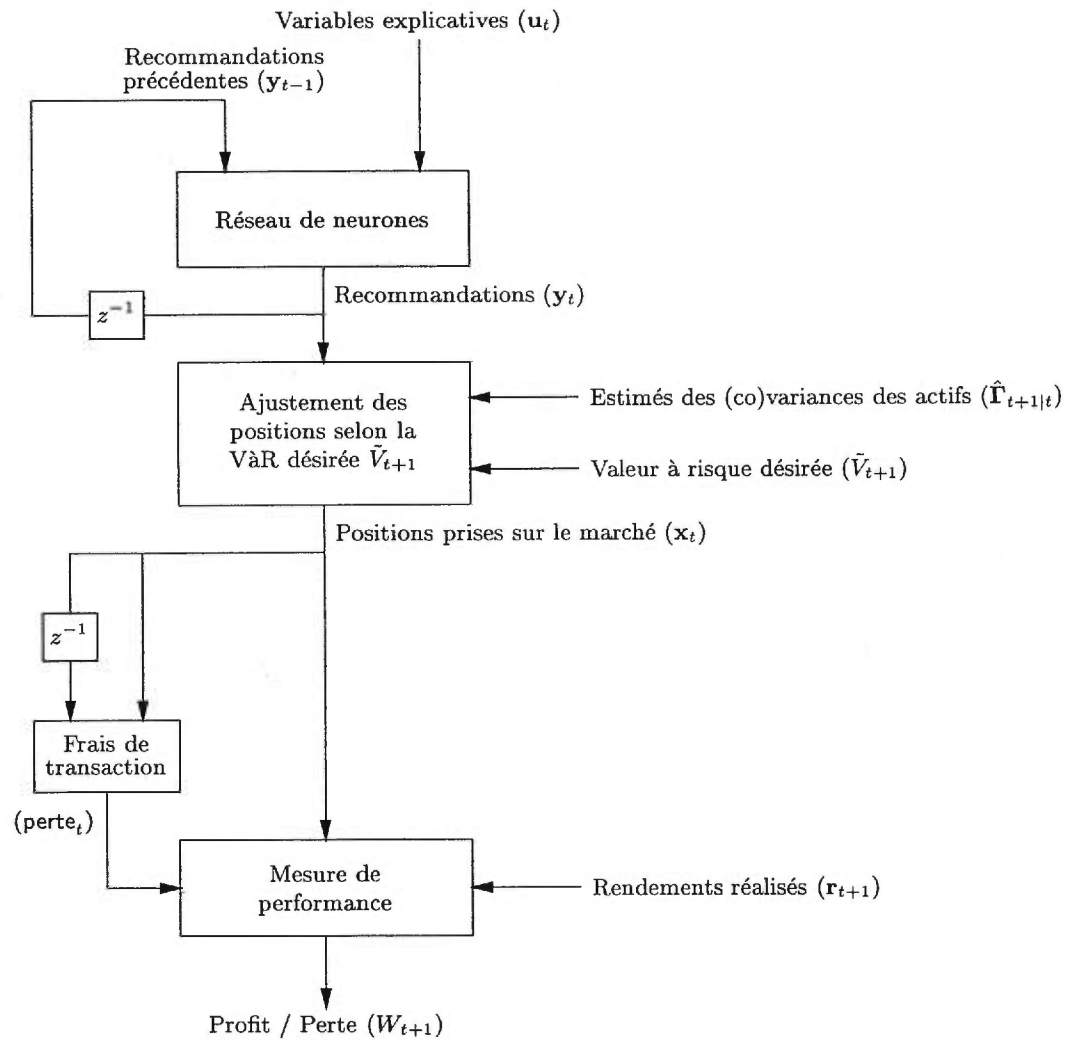 Variables explicatives (u_t)
Recommandations
précédentes (y_{t−1})
Réseau de neurones
Recommandations (y_t)
z^{−1}
Ajustement des
positions selon la
VàR désirée Ṽ_{t+1}
Estimés des (co)variances des actifs (Γ̂_{t+1|t})
Valeur à risque désirée (Ṽ_{t+1})
Positions prises sur le marché (x_t)
z^{−1}
Frais de
transaction
(perte_t)
Mesure de
performance
Rendements réalisés (r_{t+1})
Profit / Perte (W_{t+1})